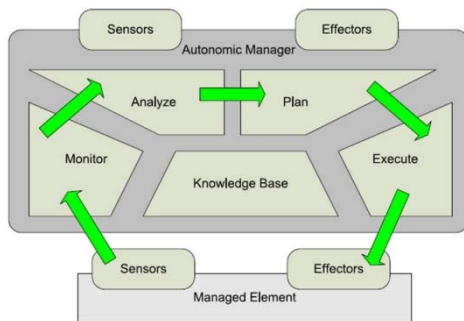 Sensors
Effectors
Autonomic Manager
Analyze
Plan
Monitor
Execute
Knowledge Base
Sensors
Effectors
Managed Element